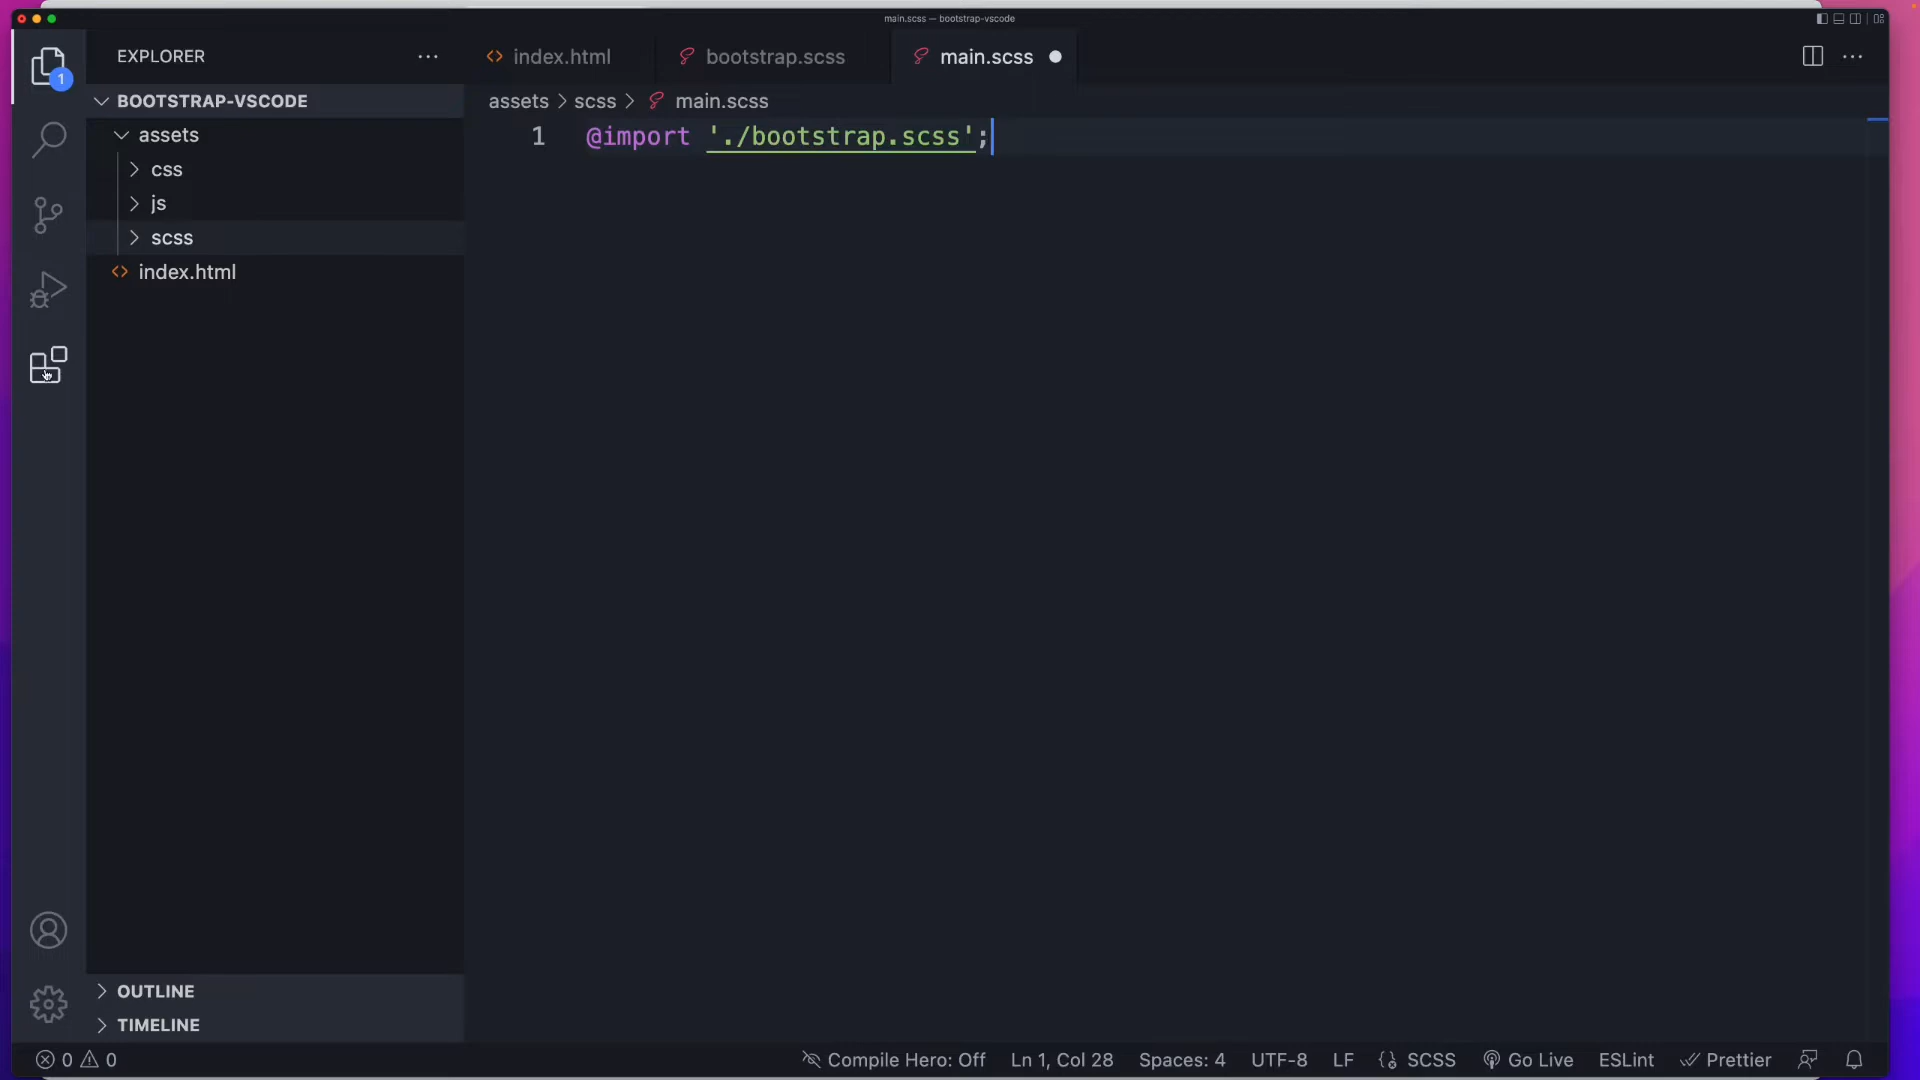 main.scss — bootstrap-vscode
EXPLORER
index.html
bootstrap.scss
main.scss
1
BOOTSTRAP-VSCODE
assets > scss > main.scss
assets
1 @import './bootstrap.scss';
css
js
scss
index.html
OUTLINE
TIMELINE
0 0
Compile Hero: Off
Ln 1, Col 28
Spaces: 4
UTF-8
LF
SCSS
Go Live
ESLint
Prettier